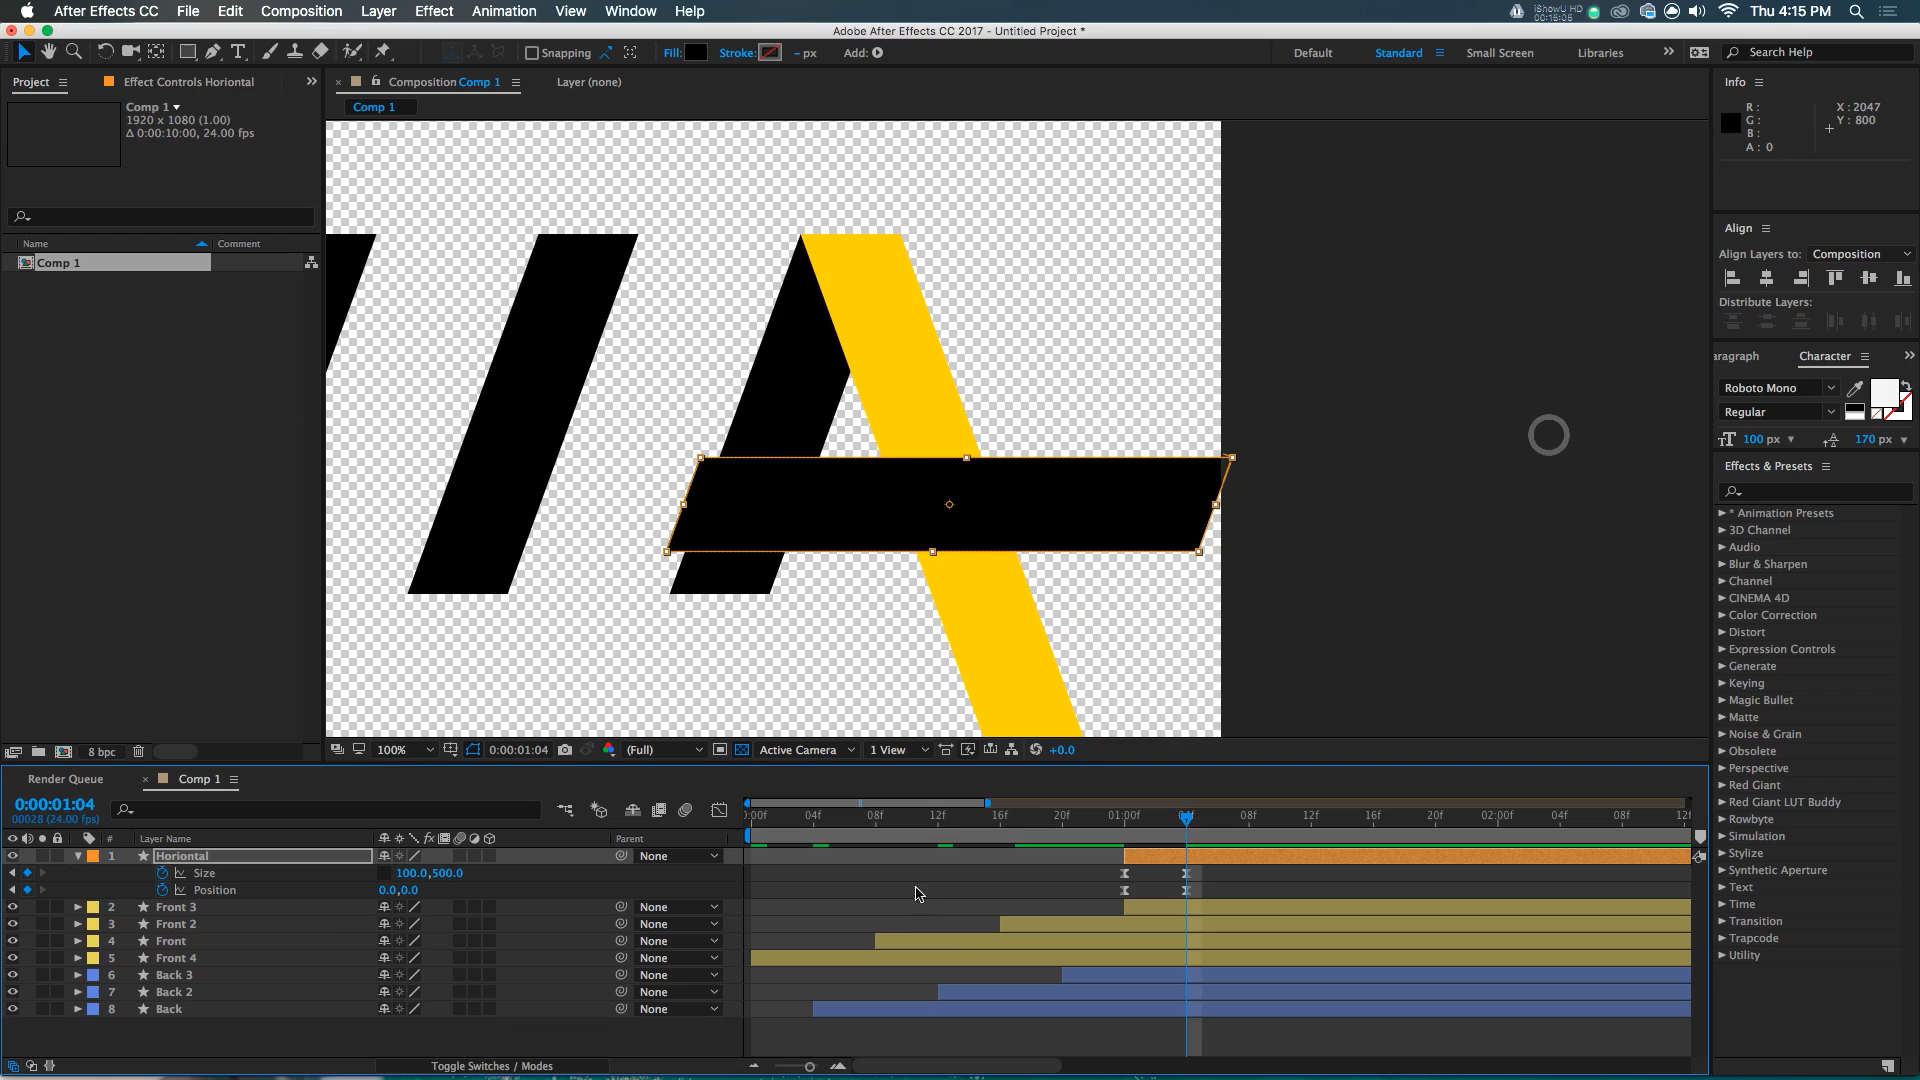 After Effects CC File Edit Composition Layer Effect Animation View Window Help
iShowU HD
00:15:05
Thu 4:15 PM
Adobe After Effects CC 2017 - Untitled Project *
Snapping
Fill:
Stroke:
- px
Add:
Default
Standard
Small Screen
Libraries
Search Help
Project
Effect Controls Horiontal
Composition Comp 1
Layer (none)
Comp 1
Comp 1
1920 x 1080 (1.00)
Δ 0:00:10:00, 24.00 fps
Name
Comment
Comp 1
8 bpc
100%
0:00:01:04
(Full)
Active Camera
1 View
+0.0
Info
R :
G :
B :
A : 0
X : 2047
Y : 800
Align
Align Layers to: Composition
Distribute Layers:
aragraph
Character
Roboto Mono
Regular
100 px
170 px
Effects & Presets
* Animation Presets
3D Channel
Audio
Blur & Sharpen
Channel
CINEMA 4D
Color Correction
Distort
Expression Controls
Generate
Keying
Magic Bullet
Matte
Noise & Grain
Obsolete
Perspective
Red Giant
Red Giant LUT Buddy
Rowbyte
Simulation
Stylize
Synthetic Aperture
Text
Time
Transition
Trapcode
Utility
Render Queue
Comp 1
0:00:01:04
00028 (24.00 fps)
# Layer Name
fx
Parent
:00f 04f 08f 12f 16f 20f 01:00f 04f 08f 12f 16f 20f 02:00f 04f 08f 12f
1 Horiontal None
Size 100.0,500.0
Position 0.0,0.0
2 Front 3 None
3 Front 2 None
4 Front None
5 Front 4 None
6 Back 3 None
7 Back 2 None
8 Back None
Toggle Switches / Modes